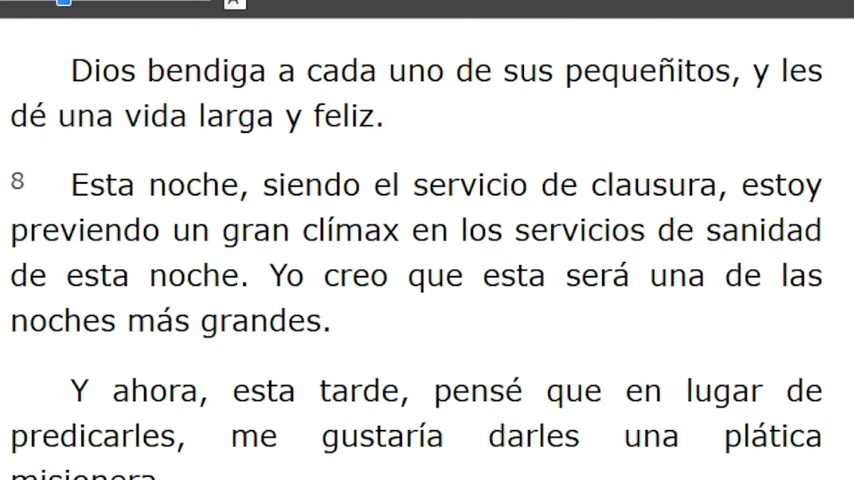 Dios bendiga a cada uno de sus pequeñitos, y les
dé una vida larga y feliz.
8 Esta noche, siendo el servicio de clausura, estoy
previendo un gran clímax en los servicios de sanidad
de esta noche. Yo creo que esta será una de las
noches más grandes.
Y ahora, esta tarde, pensé que en lugar de
predicarles, me gustaría darles una plática
misionera